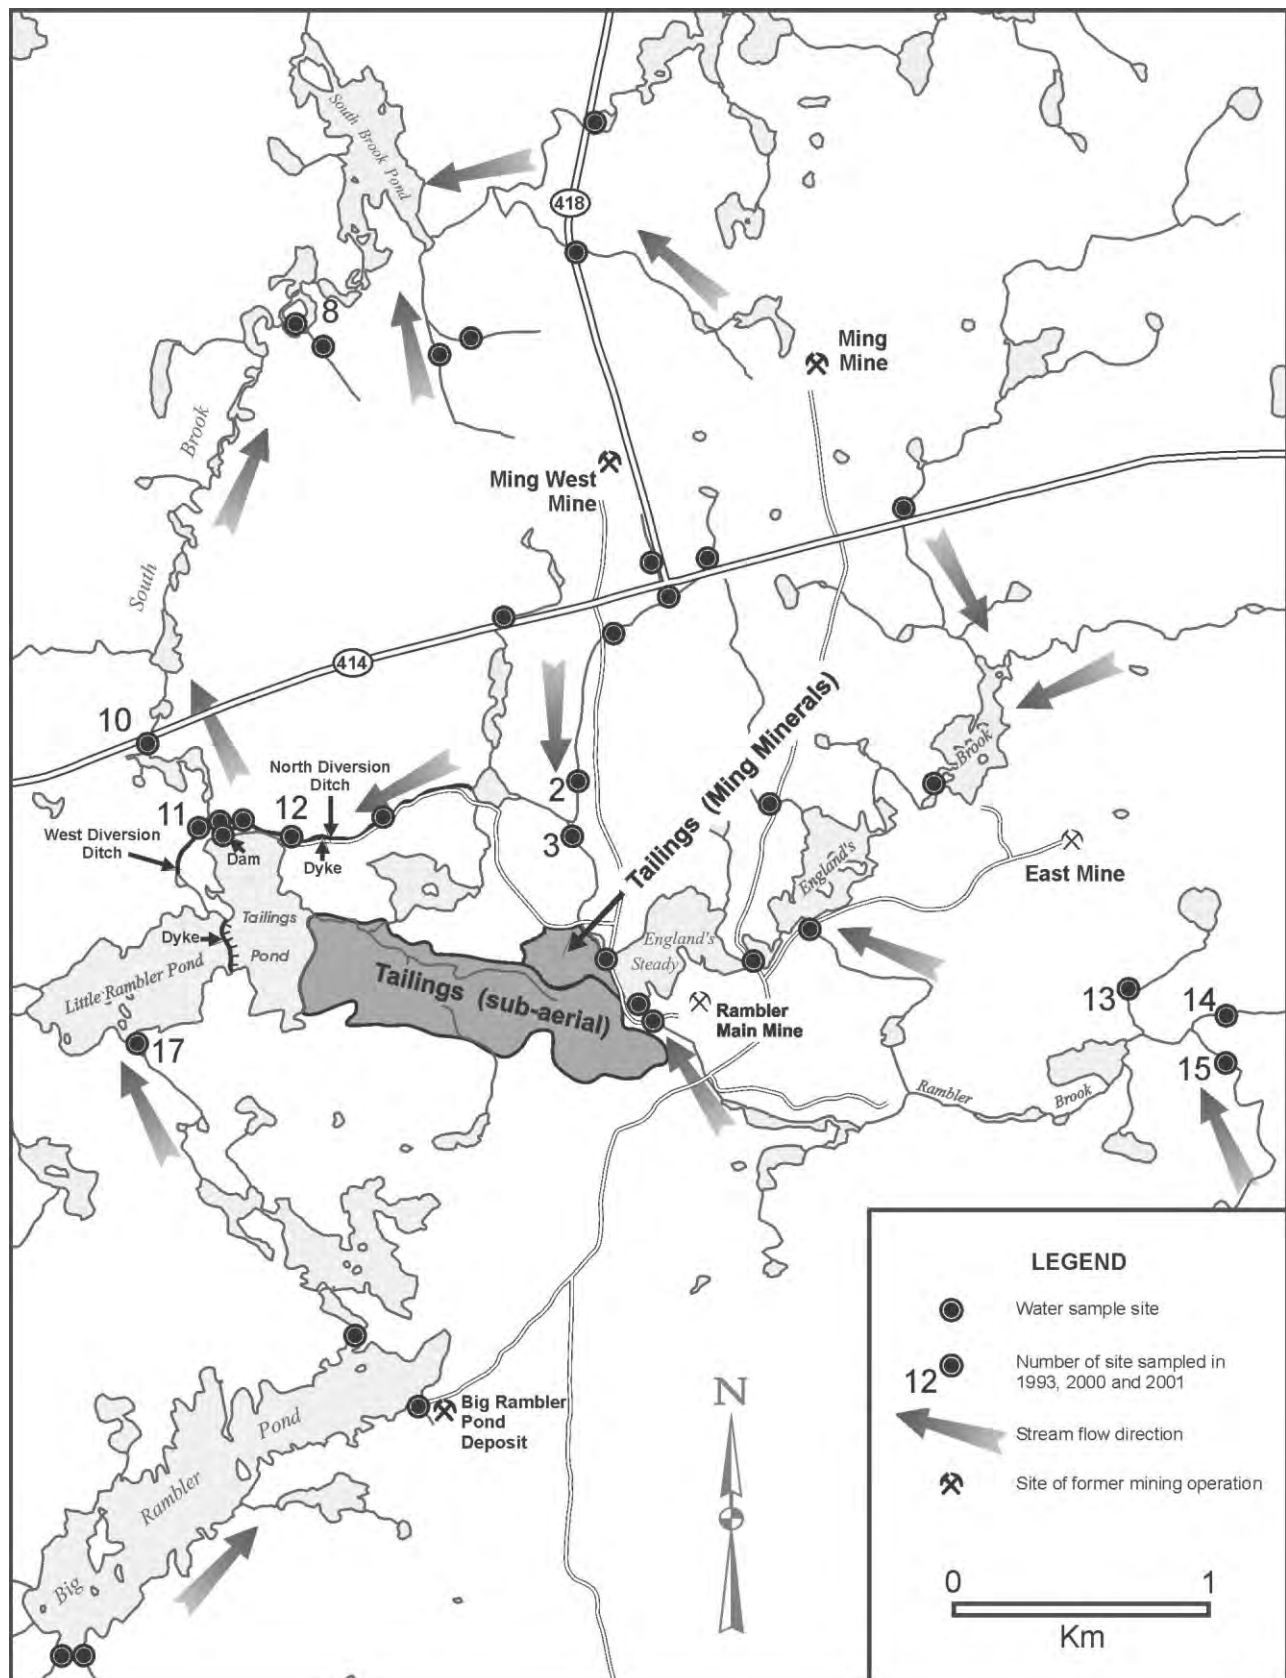 South Brook Pond
418
8
Ming
Mine
Brook
Ming West
Mine
South
414
10
Tailings (Ming Minerals)
Brook
North Diversion
Ditch
2
11
12
West Diversion
Ditch
3
Dam
Dyke
England's
East Mine
Tailings
Pond
Dyke
England's
Steady
Little Rambler Pond
Tailings (sub-aerial)
Rambler
Main Mine
13
14
17
15
Rambler
Brook
Big Rambler
Pond
Deposit
Pond
Rambler
Big
N
LEGEND
Water sample site
12
Number of site sampled in
1993, 2000 and 2001
Stream flow direction
Site of former mining operation
0
1
Km